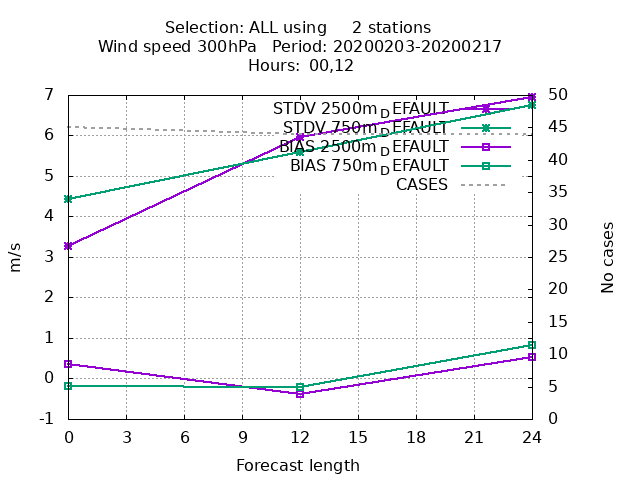 Selection: ALL using 2 stations
Wind speed 300hPa Period: 20200203-20200217
Hours: 00,12
7
6
5
4
3
2
1
0
-1
50
45
40
35
30
25
20
15
10
5
0
STDV 2500m_DEFAULT
STDV 750m_DEFAULT
BIAS 2500m_DEFAULT
BIAS 750m_DEFAULT
CASES
m/s
No cases
0 3 6 9 12 15 18 21 24
Forecast length